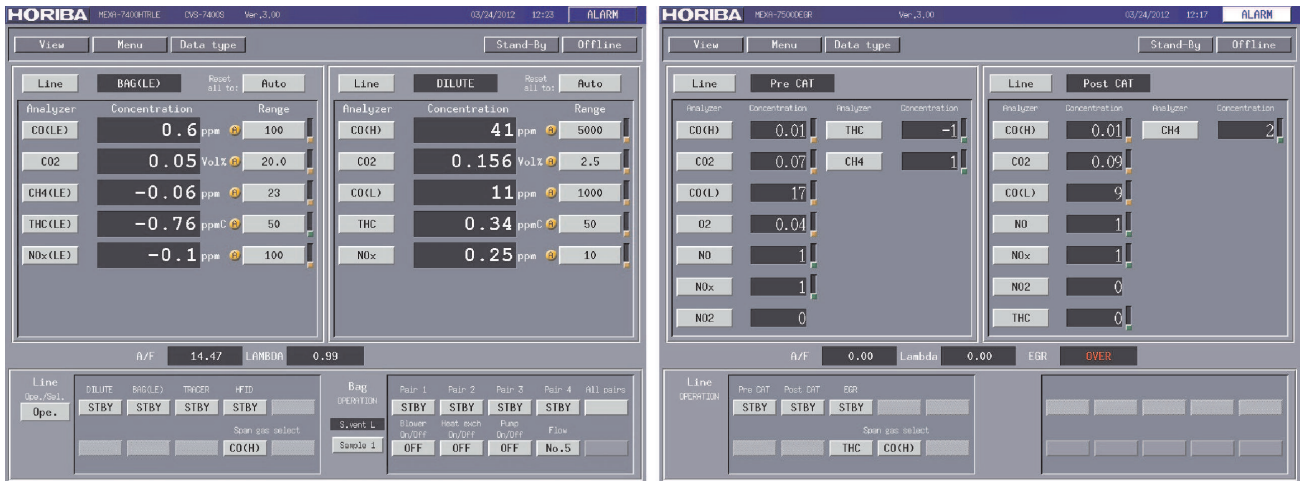 HORIBA MEXA-7400HTRLE CVS-7400S Ver.3.00 03/24/2012 12:23 ALARM
View Menu Data type Stand-By Offline
Line BAG(LE) Reset all to: Auto
Analyzer Concentration Range
CO(LE) 0.6 ppm A 100
CO2 0.05 Vol% A 20.0
CH4(LE) -0.06 ppm A 23
THC(LE) -0.76 ppmC A 50
NOx(LE) -0.1 ppm A 100
Line DILUTE Reset all to: Auto
Analyzer Concentration Range
CO(H) 41 ppm A 5000
CO2 0.156 Vol% A 2.5
CO(L) 11 ppm A 1000
THC 0.34 ppmC A 50
NOx 0.25 ppm A 10
A/F 14.47 LAMBDA 0.99
Line
Ope./Sel.
Ope.
DILUTE BAG(LE) TRACER HFID
STBY STBY STBY STBY
Span gas select
CO(H)
Bag
OPERATION
S.vent L
Sample 1
Pair 1 Pair 2 Pair 3 Pair 4 All pairs
STBY STBY STBY STBY
Blower On/Off Heat exch On/Off Pump On/Off Flow
OFF OFF OFF No.5
HORIBA MEXA-7500DEGR Ver.3.00 03/24/2012 12:17 ALARM
View Menu Data type Stand-By Offline
Line Pre CAT
Analyzer Concentration Analyzer Concentration
CO(H) 0.01 THC -1
CO2 0.07 CH4 1
CO(L) 17
O2 0.04
NO 1
NOx 1
NO2 0
Line Post CAT
Analyzer Concentration Analyzer Concentration
CO(H) 0.01 CH4 2
CO2 0.09
CO(L) 9
NO 1
NOx 1
NO2 0
THC 0
A/F 0.00 Lambda 0.00 EGR OVER
Line
OPERATION
Pre CAT Post CAT EGR
STBY STBY STBY
Span gas select
THC CO(H)